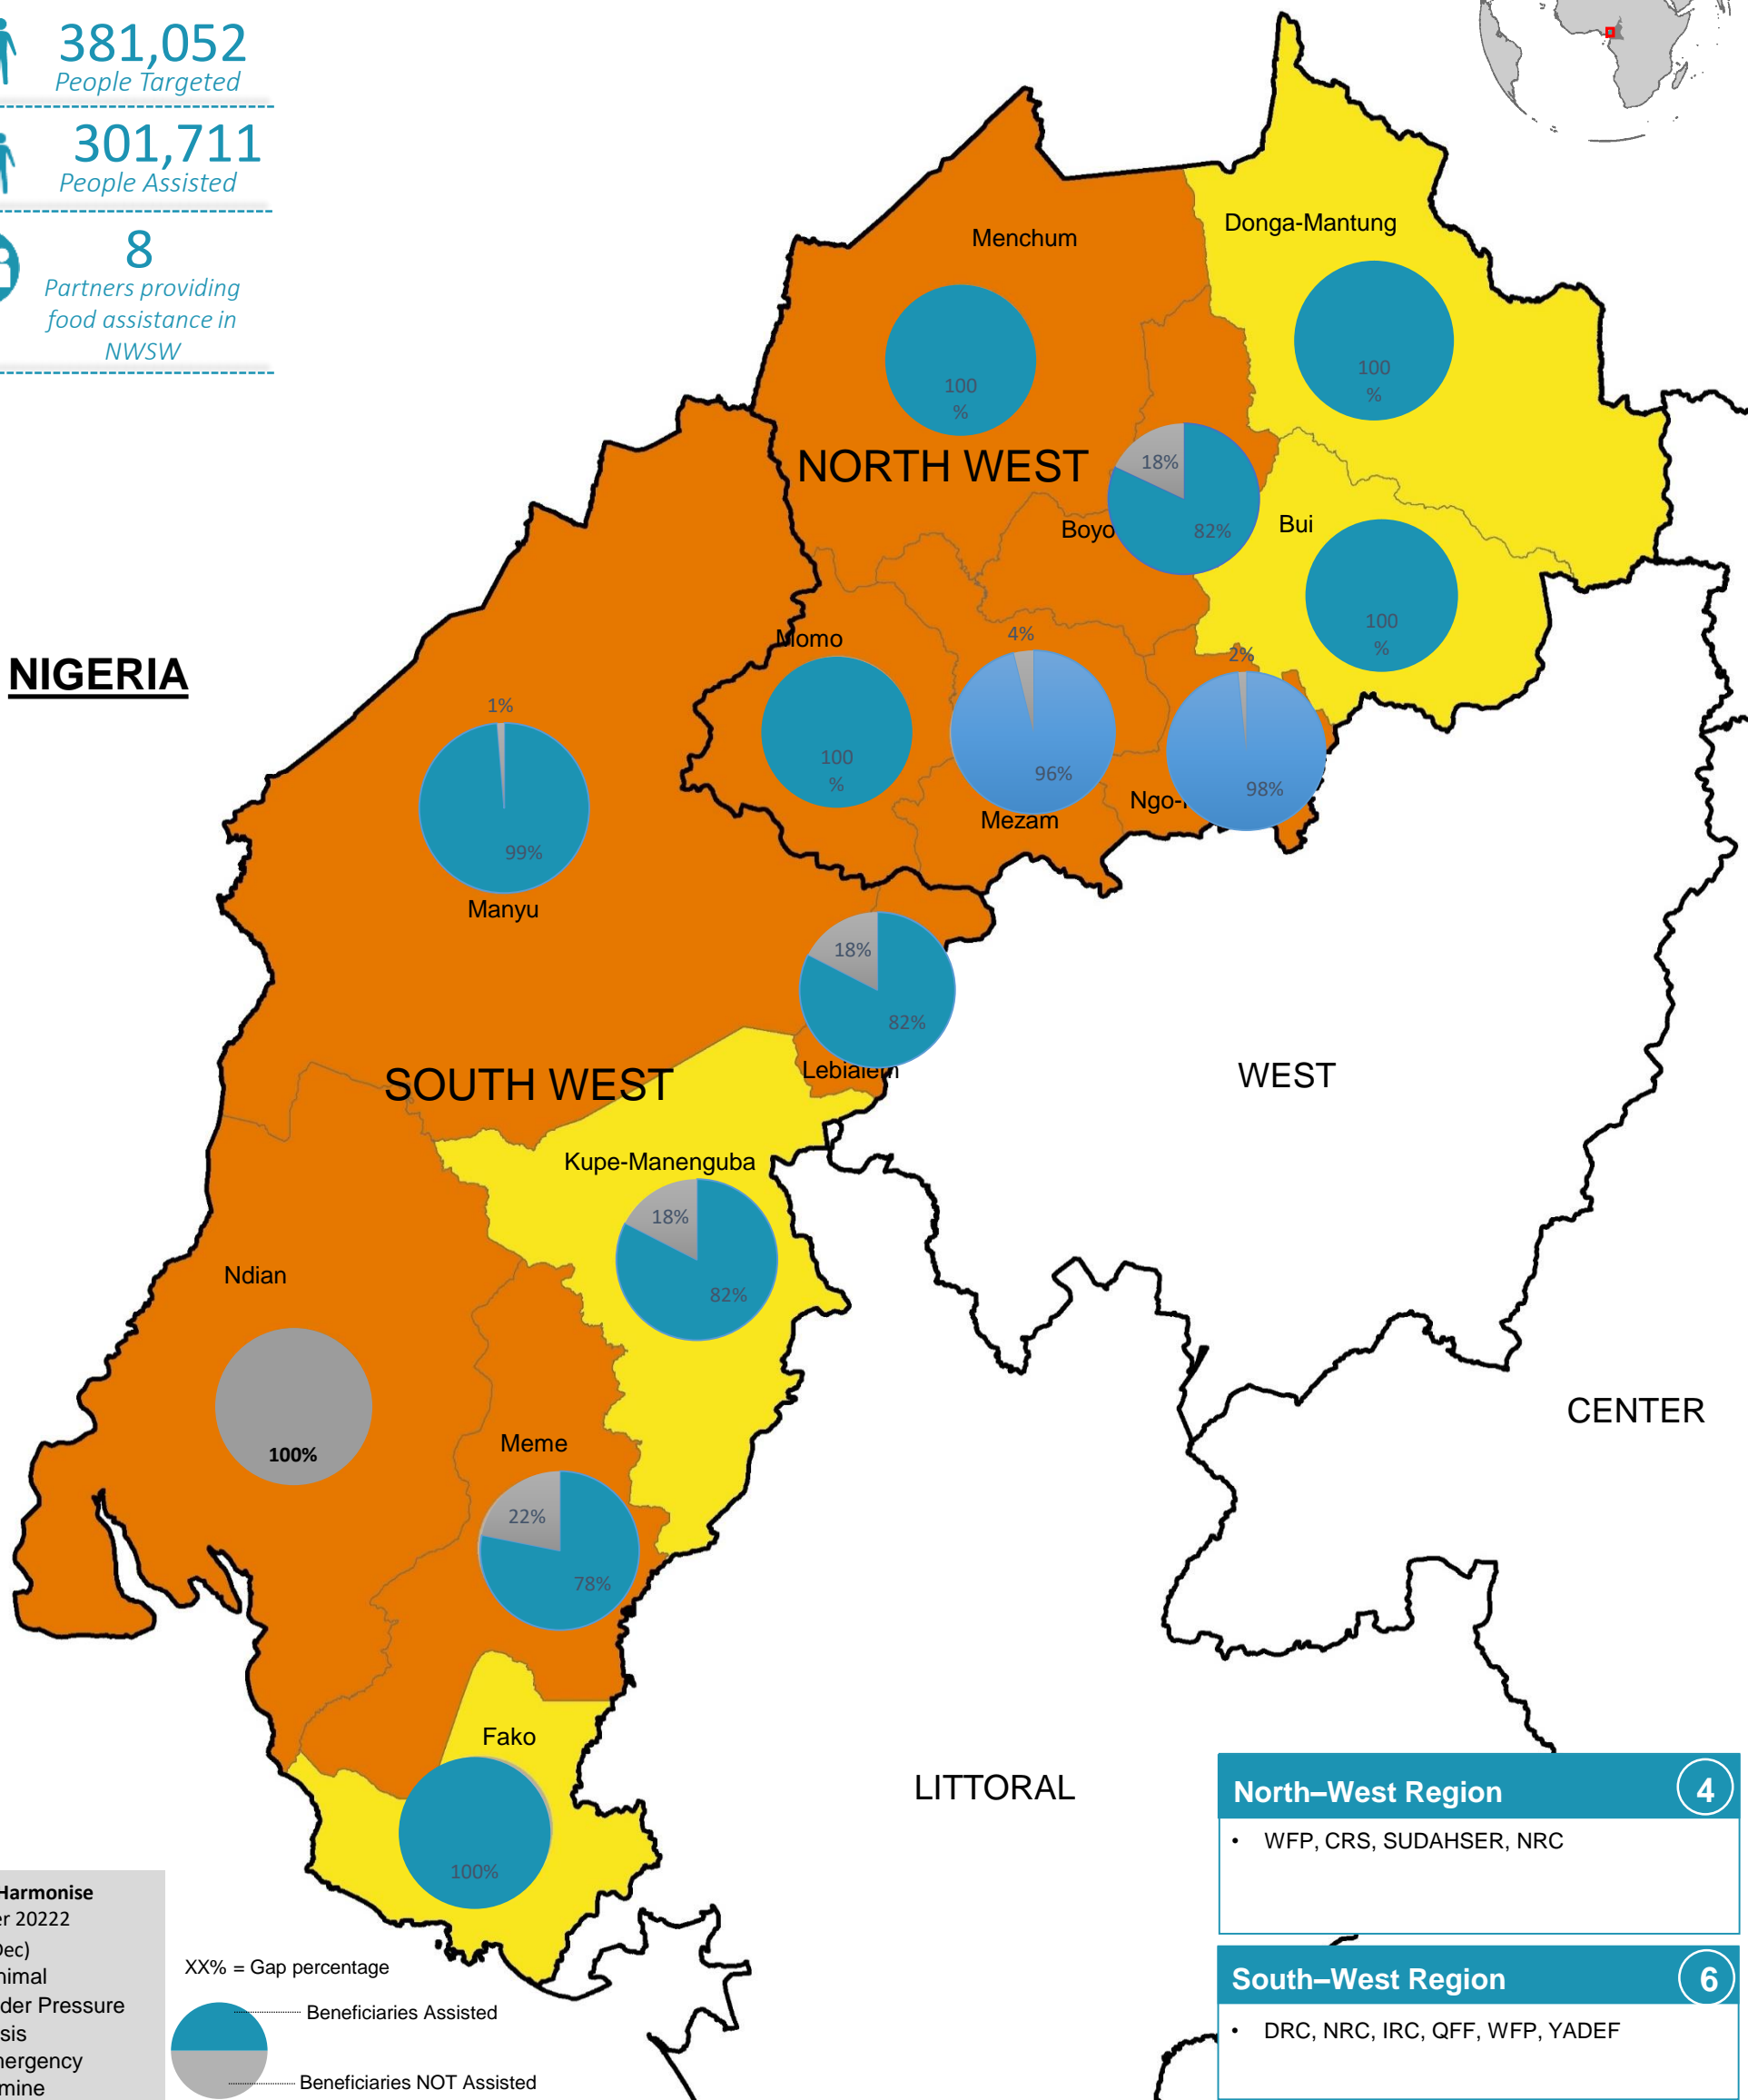 381,052
People Targeted
301,711
People Assisted
8
Partners providing
food assistance in
NWSW
Menchum
Donga-Mantung
100
%
100
%
NORTH WEST
18%
82%
Boyo
Bui
100
%
NIGERIA
Momo
100
%
4%
96%
Mezam
2%
98%
Ngo-
1%
99%
Manyu
18%
82%
Lebialem
SOUTH WEST
WEST
Kupe-Manenguba
18%
82%
Ndian
100%
Meme
22%
78%
CENTER
Fako
100%
LITTORAL
North–West Region
4
• WFP, CRS, SUDAHSER, NRC
South–West Region
6
• DRC, NRC, IRC, QFF, WFP, YADEF
Harmonise
er 20222
Dec)
nimal
der Pressure
sis
nergency
mine
XX% = Gap percentage
Beneficiaries Assisted
Beneficiaries NOT Assisted